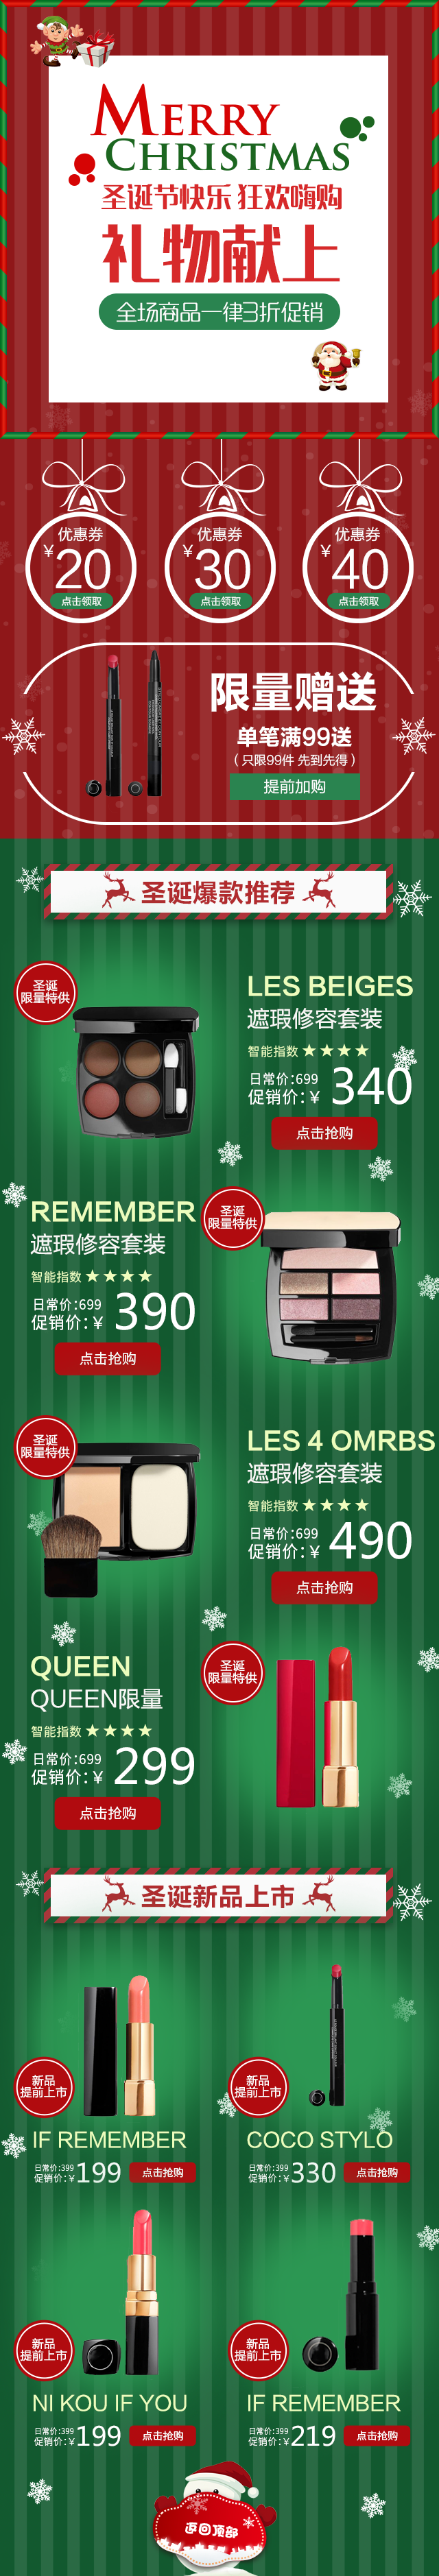 MERRY
CHRISTMAS
圣诞节快乐 狂欢嗨购
礼物献上
全场商品一律3折促销
优惠券
¥20
点击领取
优惠券
¥30
点击领取
优惠券
¥40
点击领取
限量赠送
单笔满99送
(只限99件 先到先得)
提前加购
圣诞爆款推荐
圣诞
限量特供
LES BEIGES
遮瑕修容套装
智能指数★★★★
日常价:699
促销价:¥ 340
点击抢购
REMEMBER
遮瑕修容套装
智能指数★★★★
日常价:699
促销价:¥ 390
点击抢购
圣诞
限量特供
圣诞
限量特供
LES 4 OMRBS
遮瑕修容套装
智能指数★★★★
日常价:699
促销价:¥ 490
点击抢购
QUEEN
QUEEN限量
智能指数★★★★
日常价:699
促销价:¥ 299
点击抢购
圣诞
限量特供
圣诞新品上市
新品
提前上市
IF REMEMBER
日常价:399
促销价:¥199
点击抢购
新品
提前上市
COCO STYLO
日常价:399
促销价:¥330
点击抢购
新品
提前上市
NI KOU IF YOU
日常价:399
促销价:¥199
点击抢购
新品
提前上市
IF REMEMBER
日常价:399
促销价:¥219
点击抢购
返回顶部